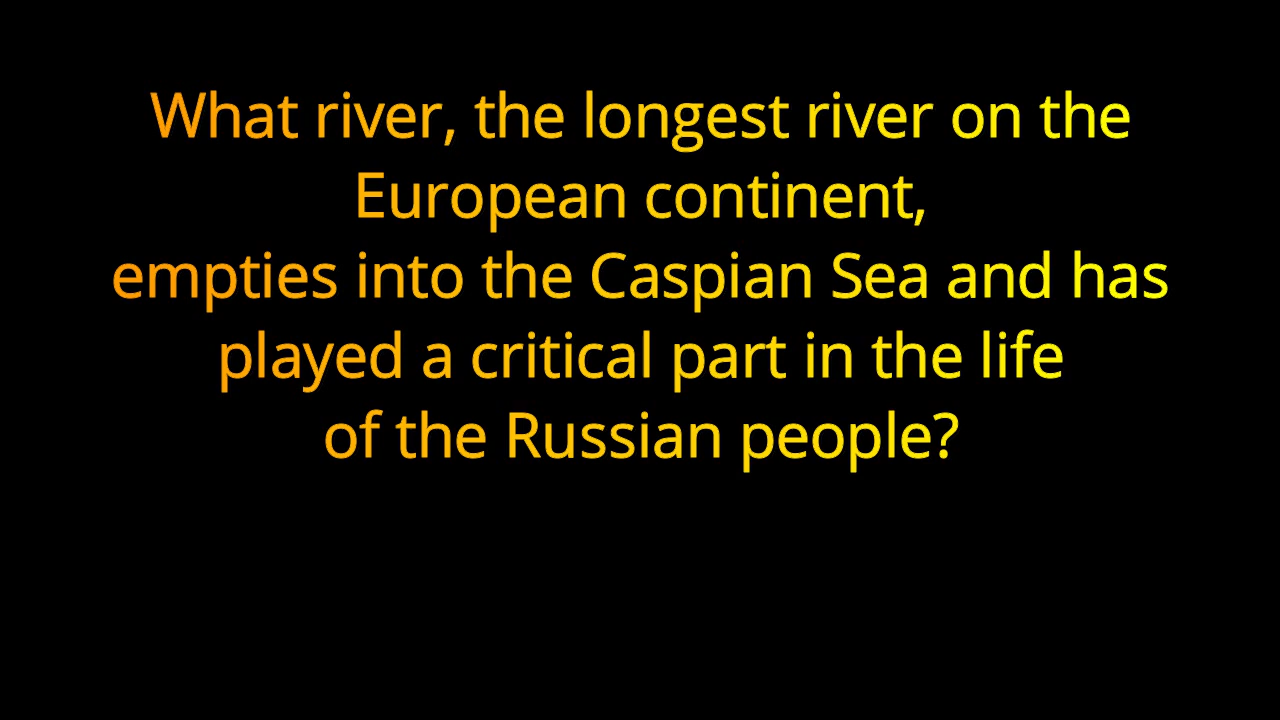 What river, the longest river on the
European continent,
empties into the Caspian Sea and has
played a critical part in the life
of the Russian people?